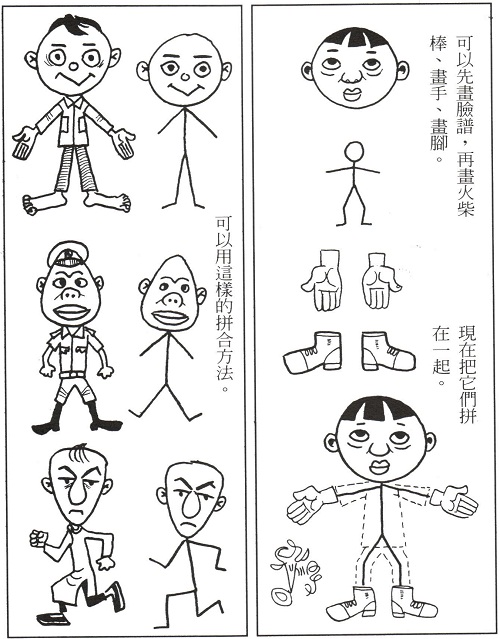 可以先畫臉譜，再畫火柴
棒、畫手、畫腳。
現在把它們拼
在一起。
可以用這樣的拼合方法。